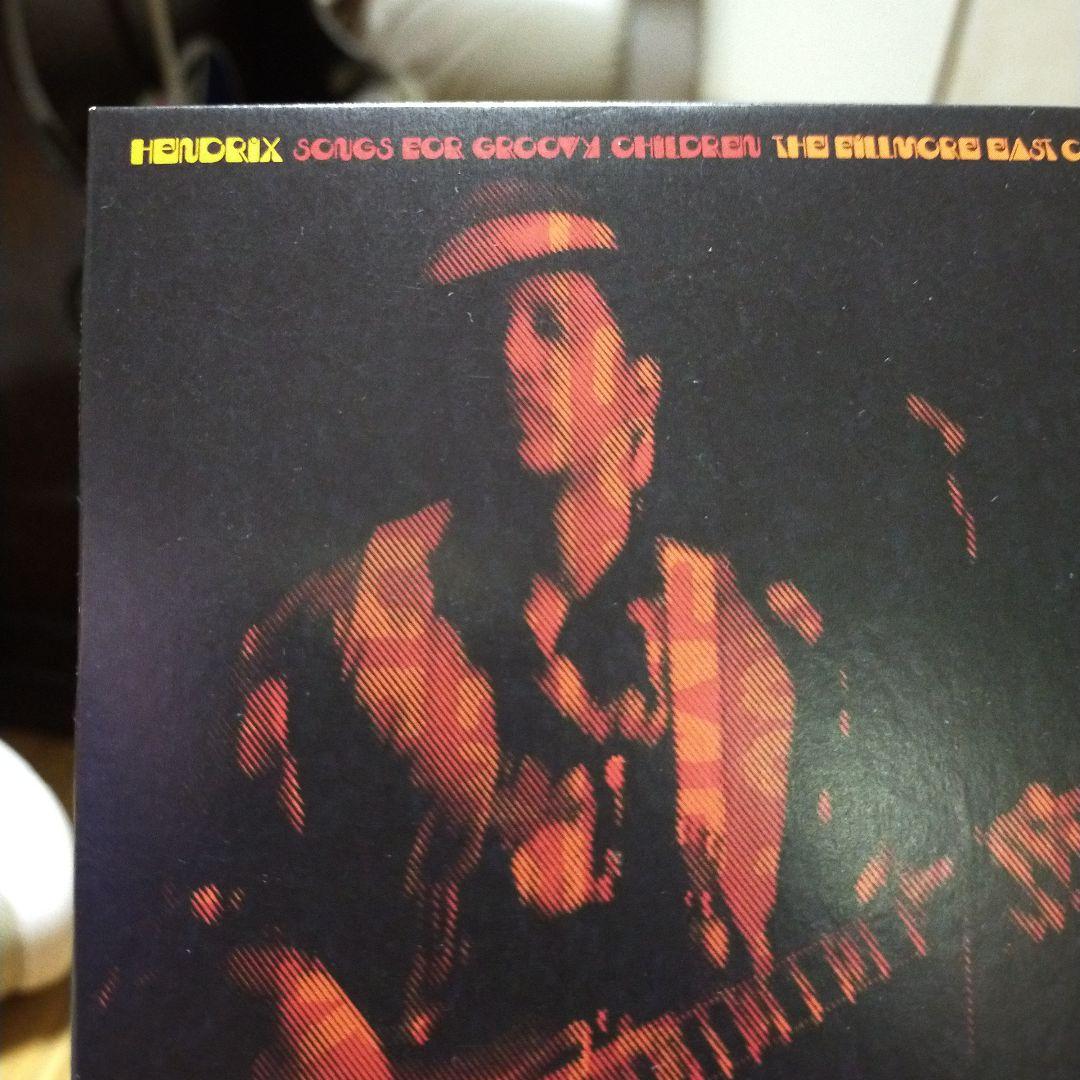 HENDRIX SONGS FOR GROOVY CHILDREN THE FILLMORE EAST C